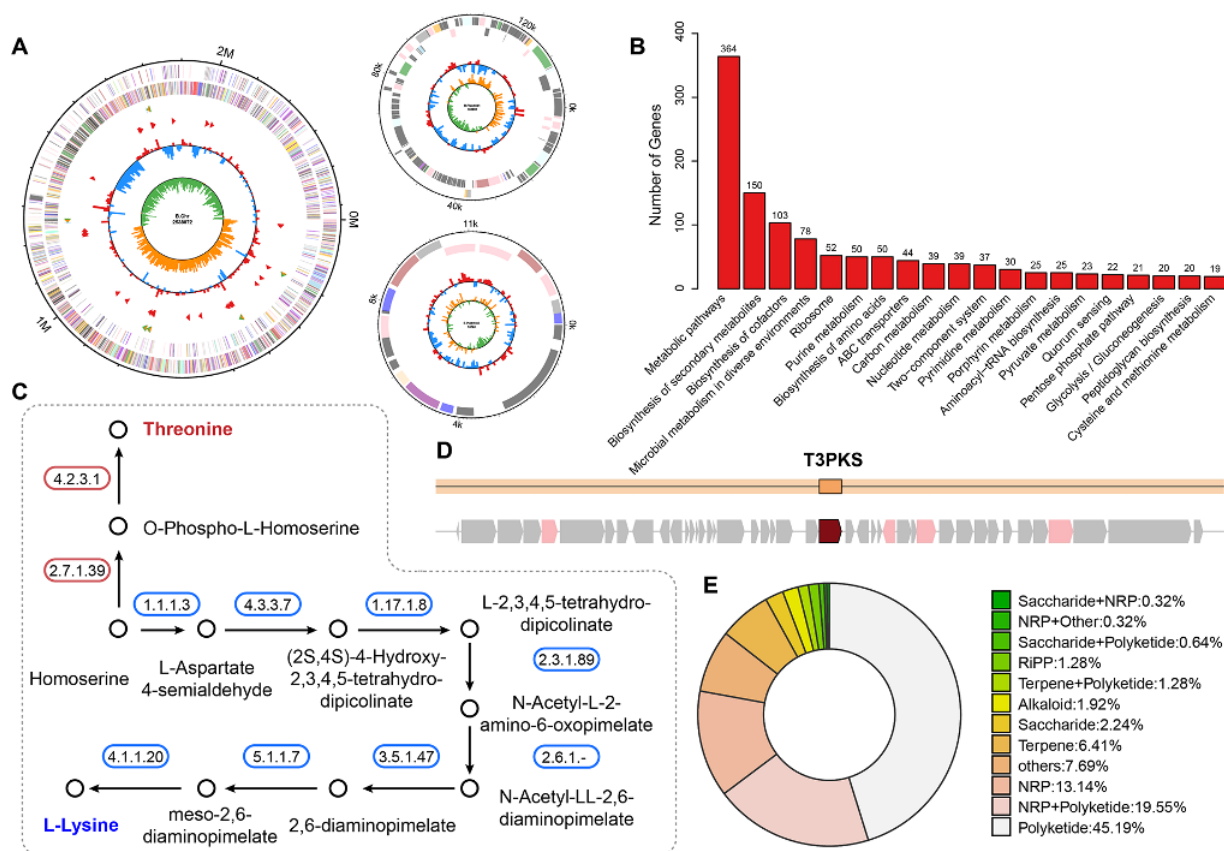 A
2M
0M
1M
120k
80k
0k
40k
11k
8k
0k
4k
B
Number of Genes
400
300
200
100
0
364
150
103
78
52
50
50
44
39
39
37
30
25
25
23
22
21
20
20
19
Metabolic pathways
Biosynthesis of secondary metabolites
Biosynthesis of cofactors
Microbial metabolism in diverse environments
Ribosome
Purine metabolism
Biosynthesis of amino acids
ABC transporters
Carbon metabolism
Nucleotide metabolism
Two-component system
Pyrimidine metabolism
Porphyrin metabolism
Aminoacyl-tRNA biosynthesis
Pyruvate metabolism
Quorum sensing
Pentose phosphate pathway
Glycolysis / Gluconeogenesis
Peptidoglycan biosynthesis
Cysteine and methionine metabolism
C
Threonine
4.2.3.1
O-Phospho-L-Homoserine
2.7.1.39
1.1.1.3
4.3.3.7
1.17.1.8
L-2,3,4,5-tetrahydro-
dipicolinate
Homoserine
L-Aspartate
4-semialdehyde
(2S,4S)-4-Hydroxy-
2,3,4,5-tetrahydro-
dipicolinate
2.3.1.89
N-Acetyl-L-2-
amino-6-oxopimelate
4.1.1.20
5.1.1.7
3.5.1.47
2.6.1.-
L-Lysine
meso-2,6-
diaminopimelate
2,6-diaminopimelate
N-Acetyl-LL-2,6-
diaminopimelate
D
T3PKS
E
Saccharide+NRP:0.32%
NRP+Other:0.32%
Saccharide+Polyketide:0.64%
RiPP:1.28%
Terpene+Polyketide:1.28%
Alkaloid:1.92%
Saccharide:2.24%
Terpene:6.41%
others:7.69%
NRP:13.14%
NRP+Polyketide:19.55%
Polyketide:45.19%